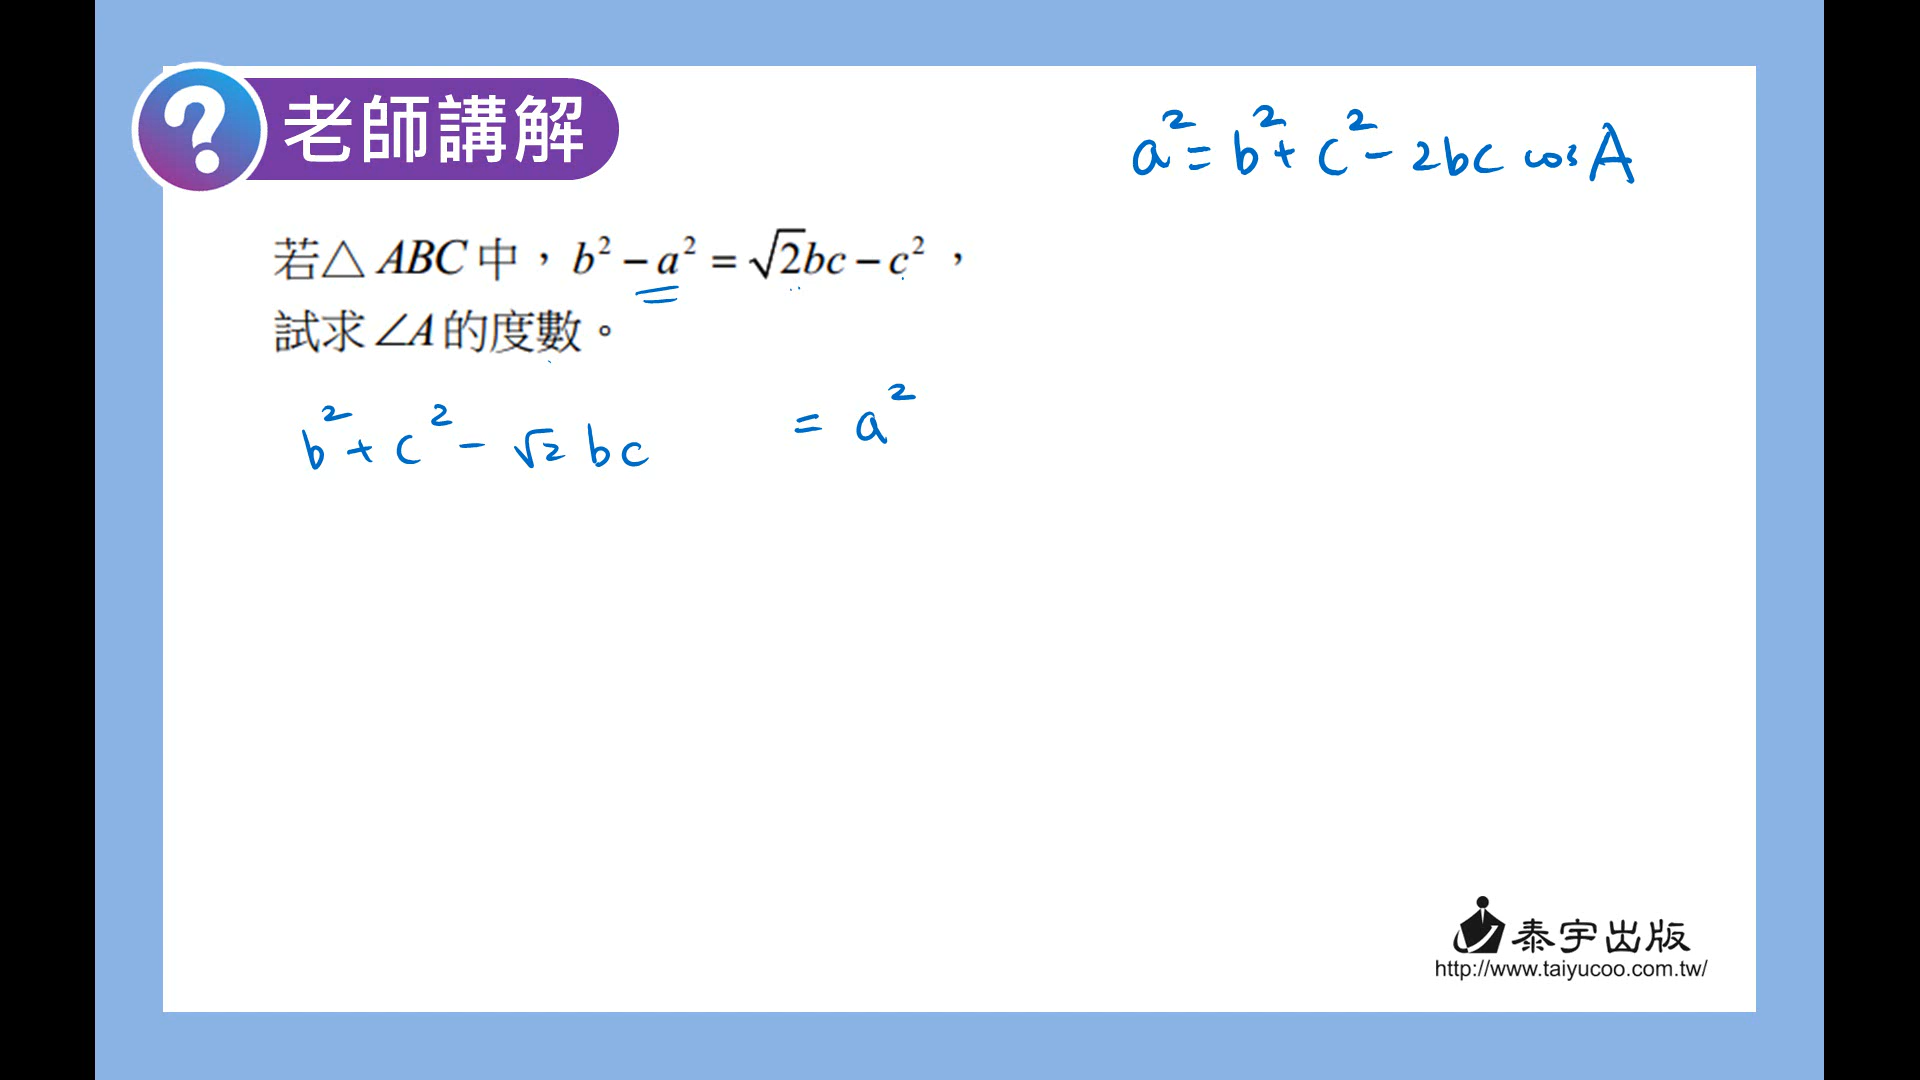 老師講解
a² = b² + c² - 2bc cos A
若△ABC中，b² − a² = √2bc − c²，
試求∠A的度數。
b² + c² - √2 bc = a²
泰宇出版
http://www.taiyucoo.com.tw/